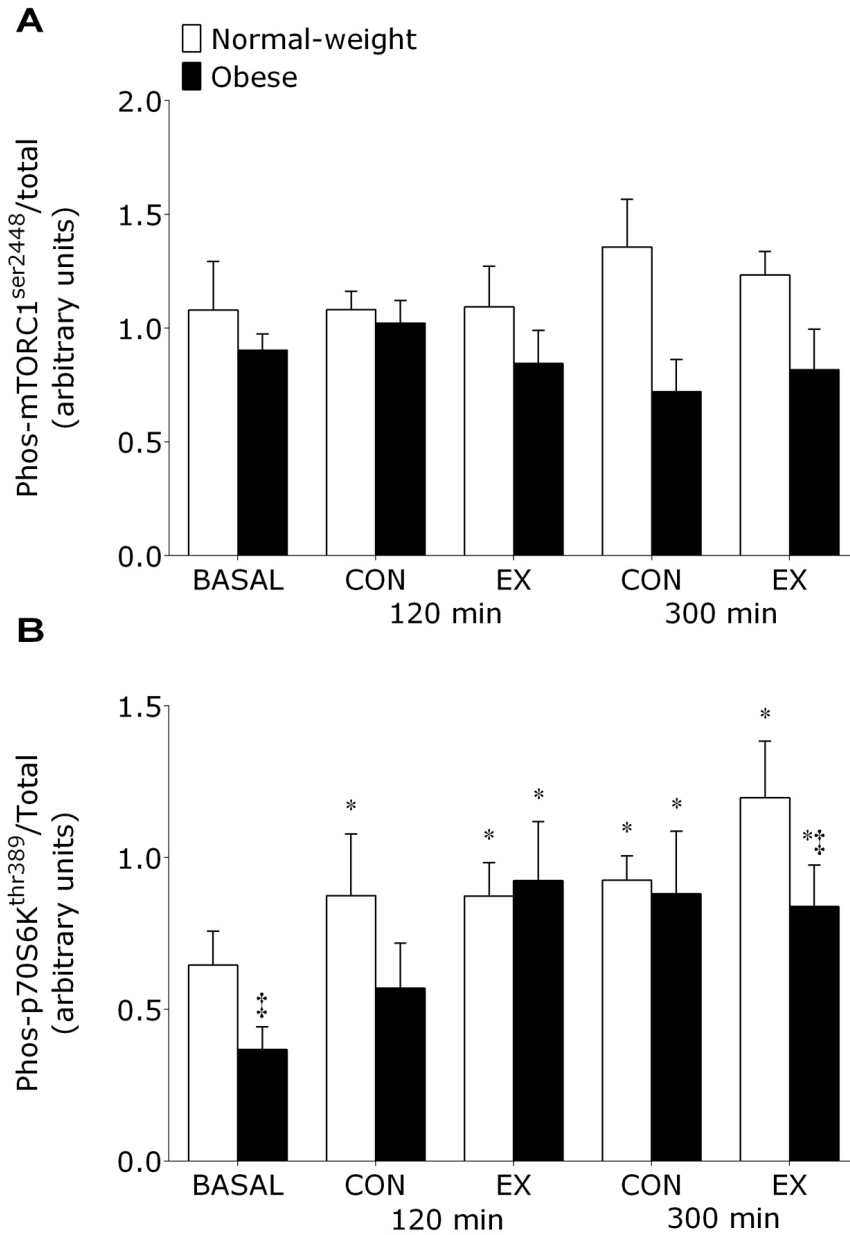 A
Normal-weight
Obese
Phos-mTORC1ser2448/total
(arbitrary units)
2.0
1.5
1.0
0.5
0.0
BASAL CON EX CON EX
120 min 300 min
B
Phos-p70S6Kthr389/Total
(arbitrary units)
1.5
1.0
0.5
0.0
‡ * * * * * * *‡
BASAL CON EX CON EX
120 min 300 min